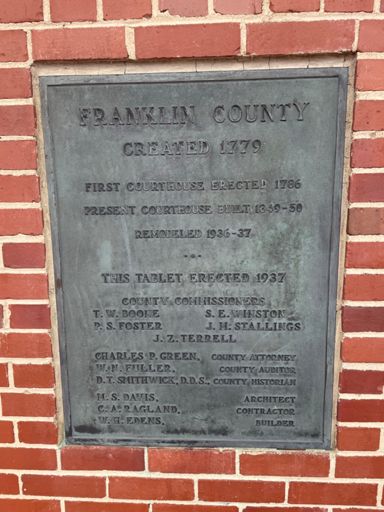 FRANKLIN COUNTY
CREATED 1779
FIRST COURTHOUSE ERECTED 1786
PRESENT COURTHOUSE BUILT 1849-50
REMODELED 1936-37
THIS TABLET ERECTED 1937
COUNTY COMMISSIONERS
T. W. BOONE S. E. WINSTON
P. S. FOSTER J. H. STALLINGS
J. Z. TERRELL
CHARLES P. GREEN, COUNTY ATTORNEY
W. N. FULLER, COUNTY AUDITOR
D. T. SMITHWICK, D.D.S., COUNTY HISTORIAN
M. S. DAVIS, ARCHITECT
C. A. RAGLAND, CONTRACTOR
W. H. EDENS, BUILDER